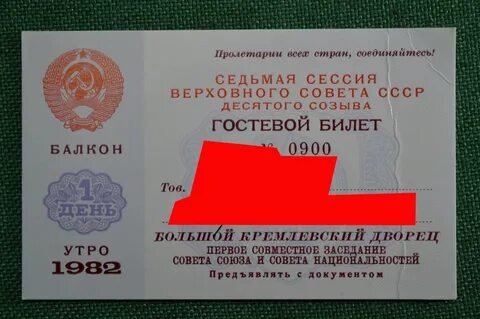 Пролетарии всех стран, соединяйтесь!
СЕДЬМАЯ СЕССИЯ
ВЕРХОВНОГО СОВЕТА СССР
ДЕСЯТОГО СОЗЫВА
ГОСТЕВОЙ БИЛЕТ
№ 0900
БАЛКОН
Тов.
1
ДЕНЬ
УТРО
1982
БОЛЬШОЙ КРЕМЛЕВСКИЙ ДВОРЕЦ
ПЕРВОЕ СОВМЕСТНОЕ ЗАСЕДАНИЕ
СОВЕТА СОЮЗА И СОВЕТА НАЦИОНАЛЬНОСТЕЙ
Предъявлять с документом